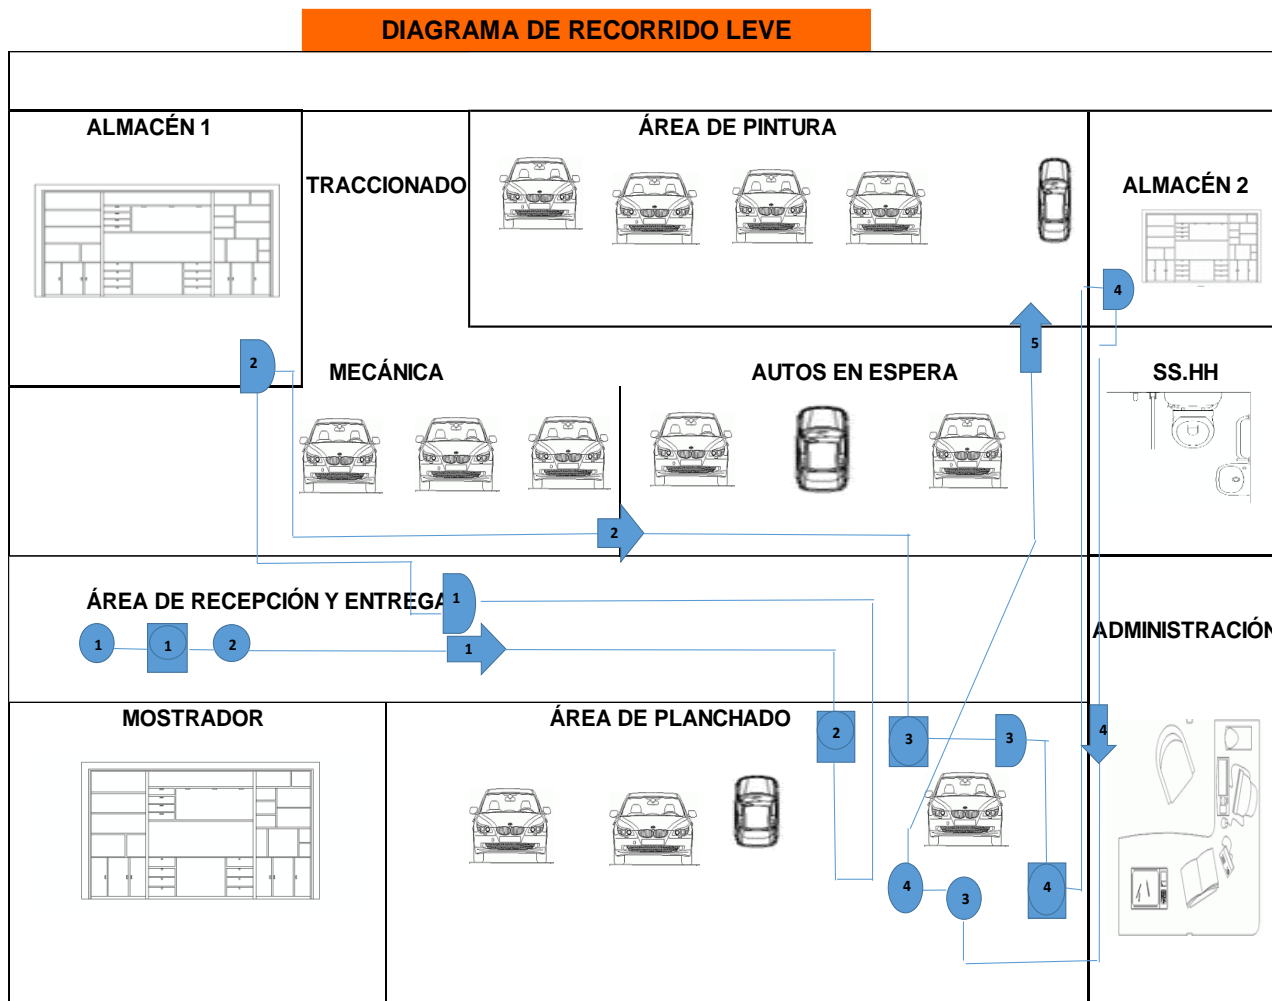 DIAGRAMA DE RECORRIDO LEVE
ALMACÉN 1
ÁREA DE PINTURA
TRACCIONADO
ALMACÉN 2
4
5
2
MECÁNICA
AUTOS EN ESPERA
SS.HH
2
ÁREA DE RECEPCIÓN Y ENTREGA
1
1
1
2
1
ADMINISTRACIÓN
MOSTRADOR
ÁREA DE PLANCHADO
2
3
3
4
4
3
4